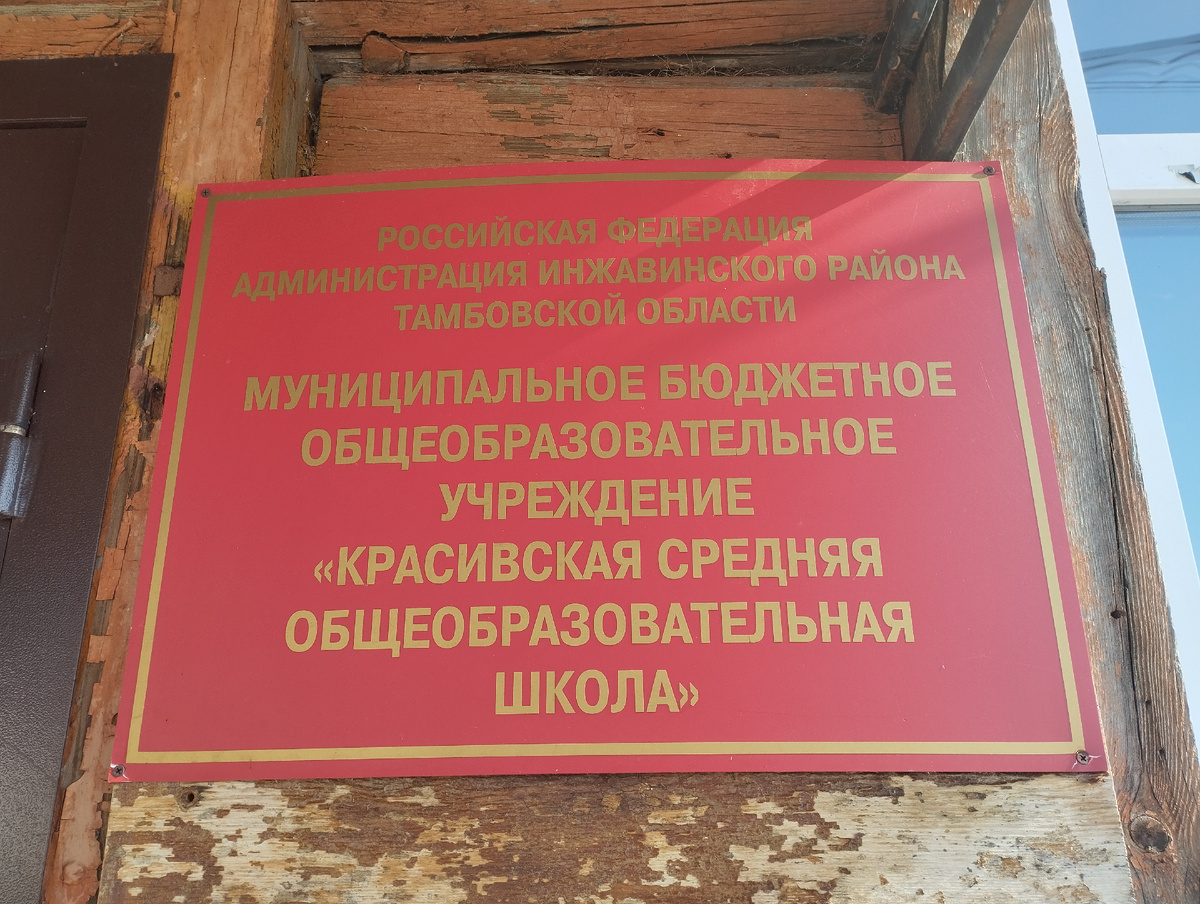 РОССИЙСКАЯ ФЕДЕРАЦИЯ
АДМИНИСТРАЦИЯ ИНЖАВИНСКОГО РАЙОНА
ТАМБОВСКОЙ ОБЛАСТИ
МУНИЦИПАЛЬНОЕ БЮДЖЕТНОЕ
ОБЩЕОБРАЗОВАТЕЛЬНОЕ
УЧРЕЖДЕНИЕ
«КРАСИВСКАЯ СРЕДНЯЯ
ОБЩЕОБРАЗОВАТЕЛЬНАЯ
ШКОЛА»